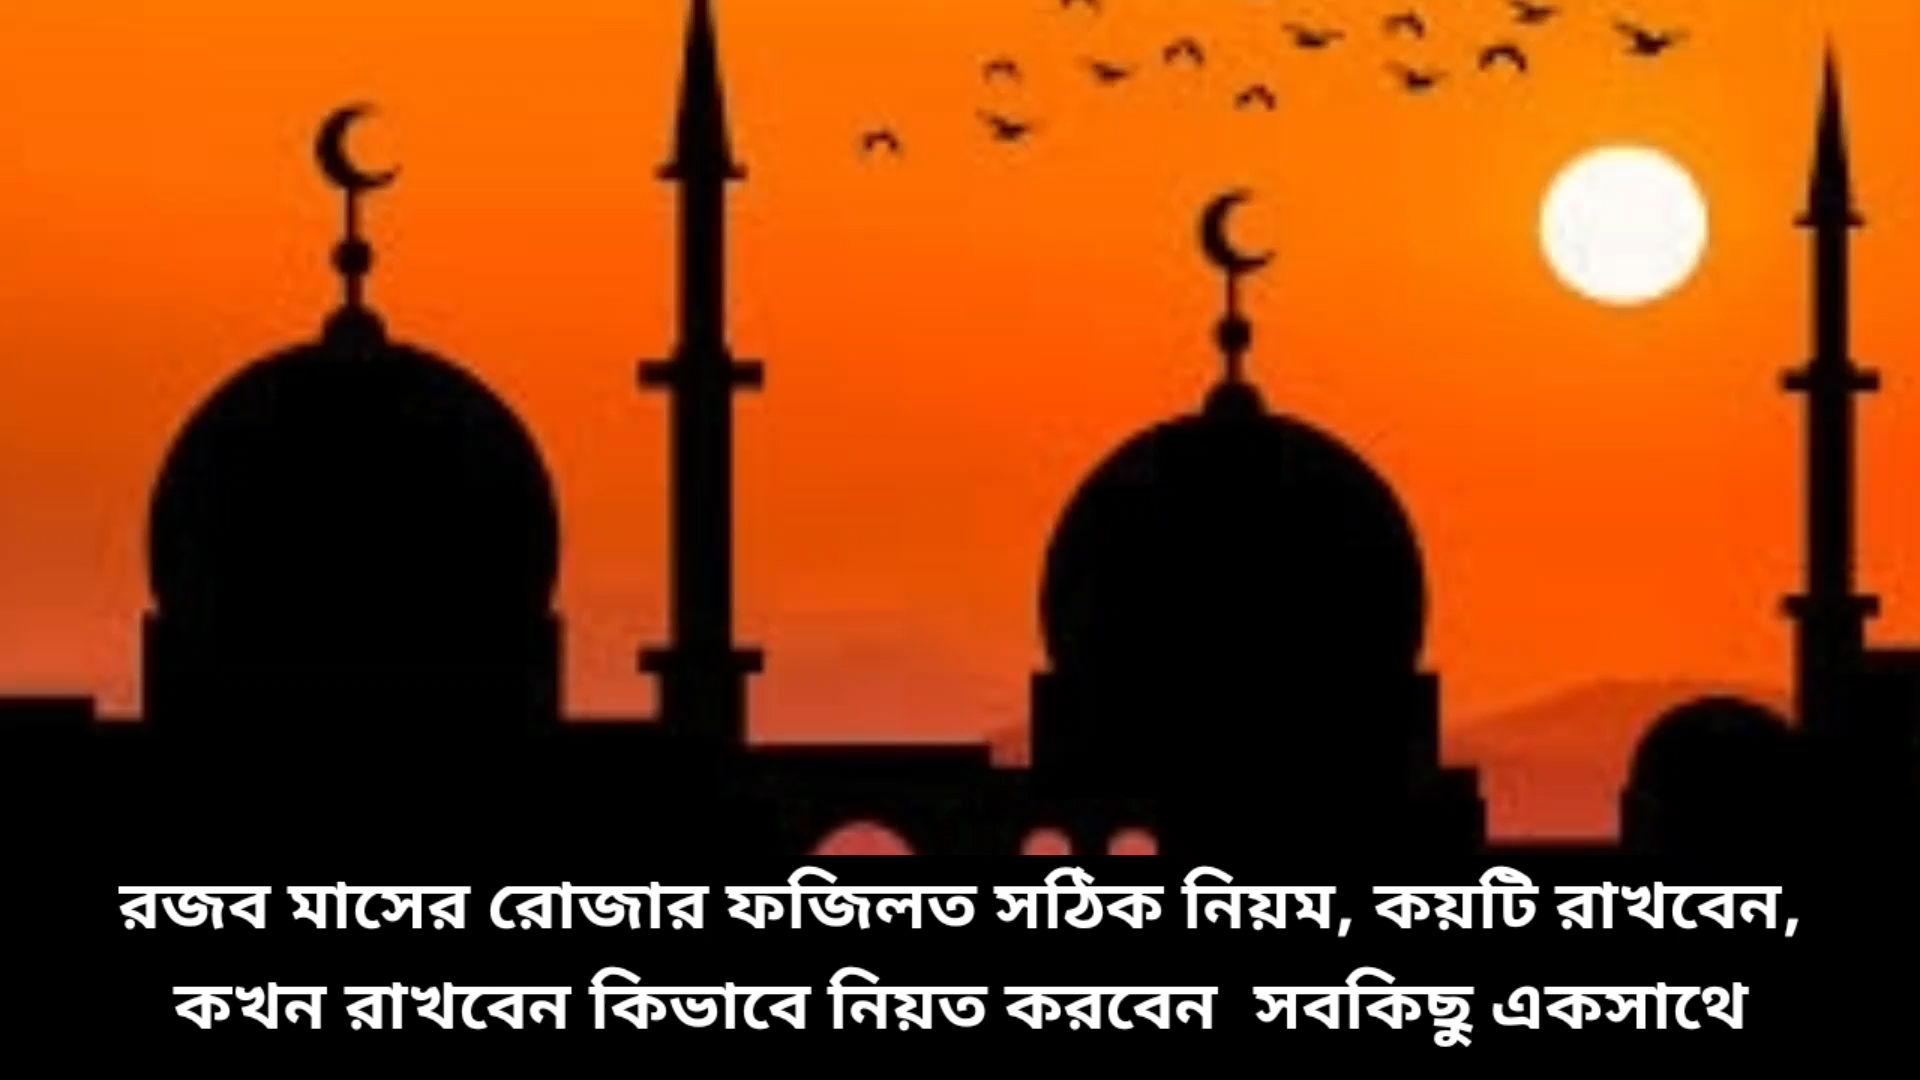 রজব মাসের রোজার ফজিলত সঠিক নিয়ম, কয়টি রাখবেন,
কখন রাখবেন কিভাবে নিয়ত করবেন সবকিছু একসাথে